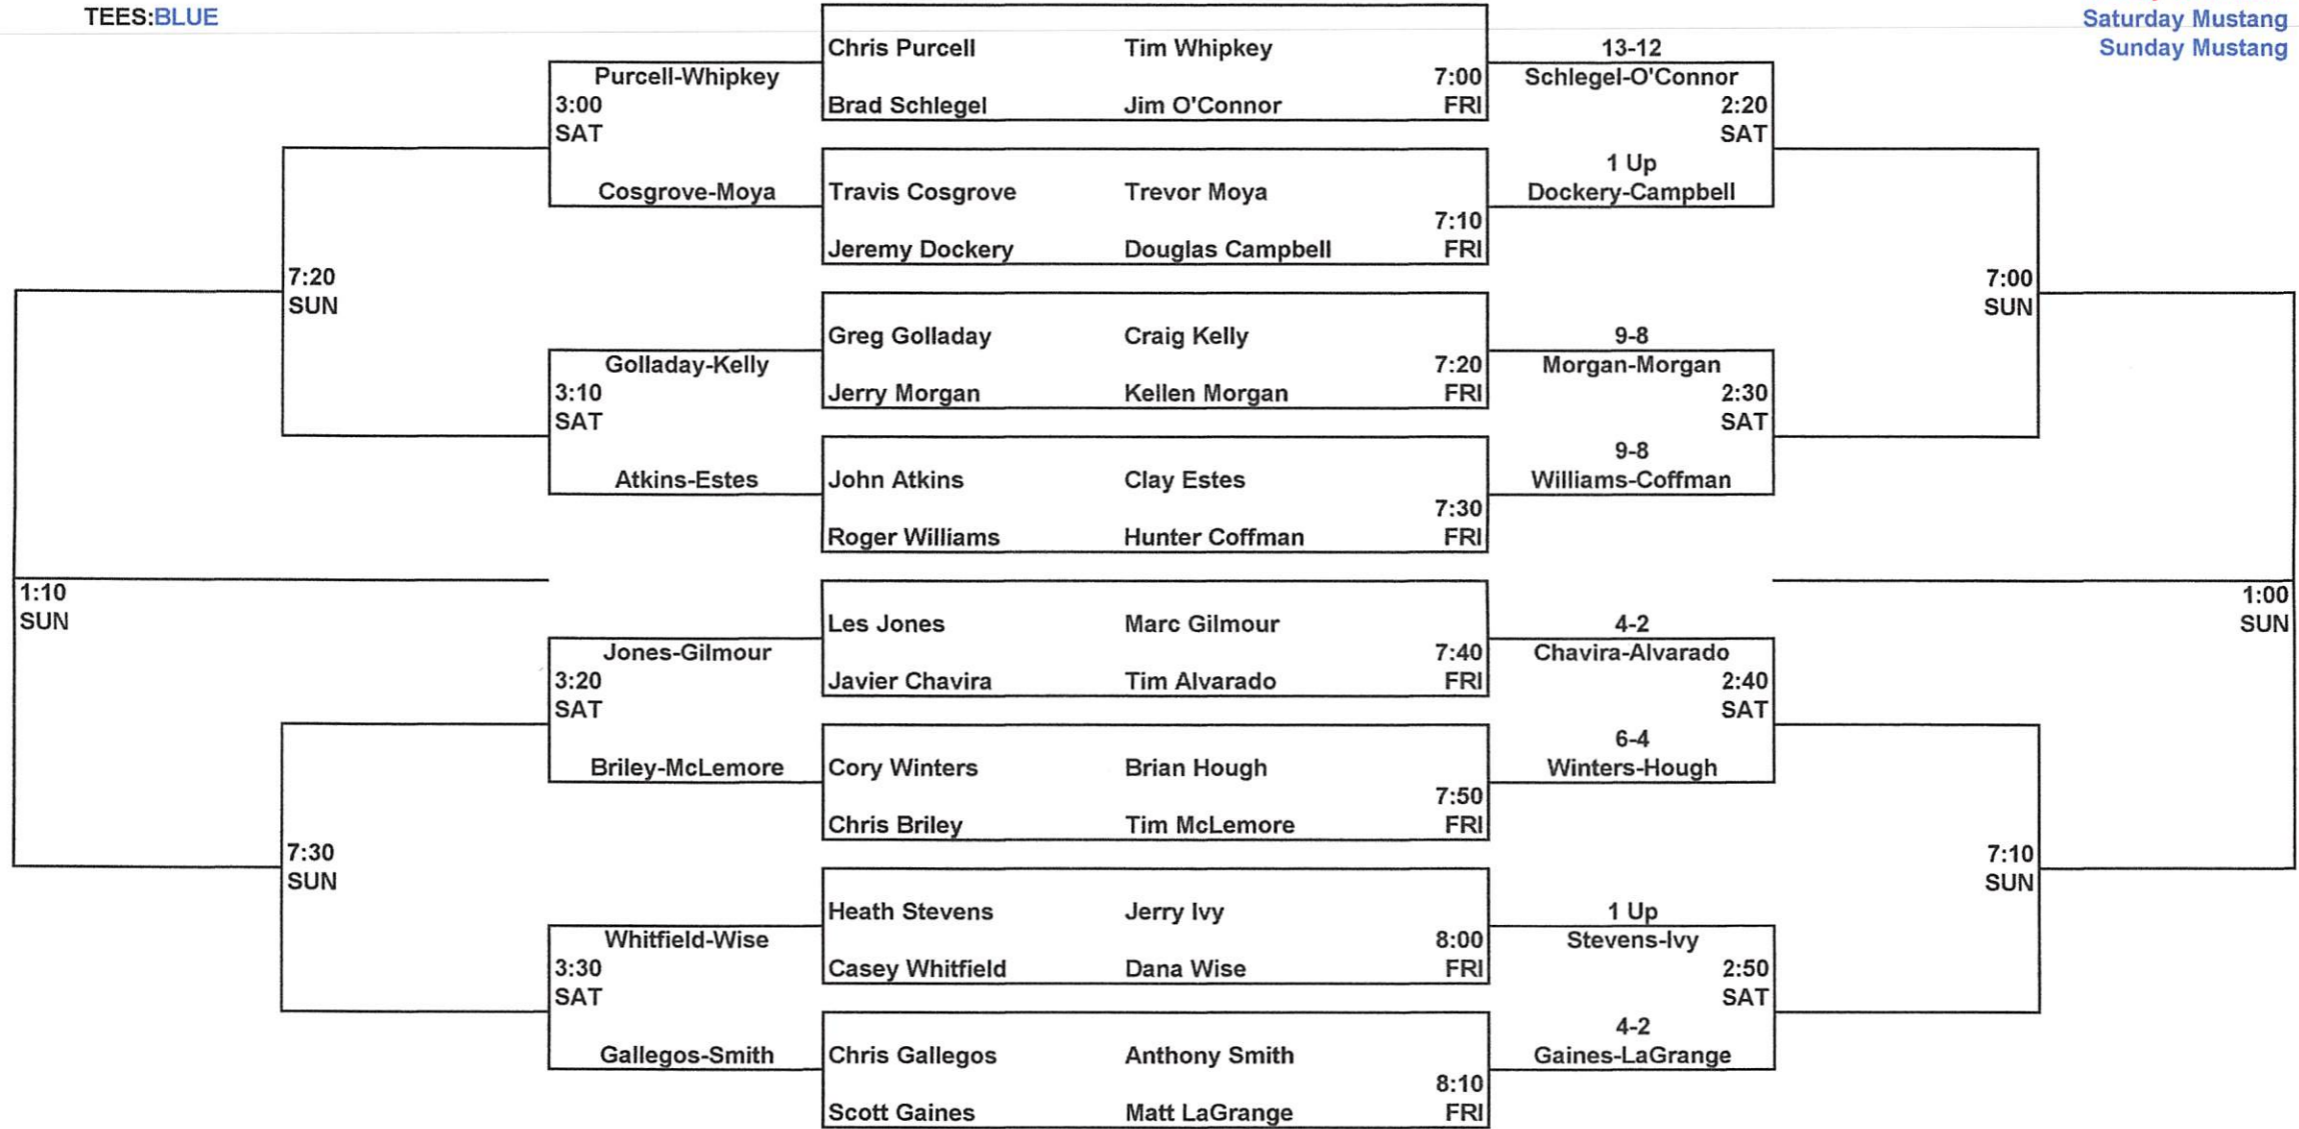 TEES:BLUE
Saturday Mustang
Sunday Mustang
Chris Purcell Tim Whipkey
13-12
Purcell-Whipkey
7:00
Schlegel-O'Connor
3:00
Brad Schlegel Jim O'Connor
FRI
2:20
SAT
SAT
1 Up
Cosgrove-Moya
Travis Cosgrove Trevor Moya
Dockery-Campbell
7:10
Jeremy Dockery Douglas Campbell
FRI
7:20
SUN
7:00
SUN
Greg Golladay Craig Kelly
9-8
Golladay-Kelly
7:20
Morgan-Morgan
3:10
Jerry Morgan Kellen Morgan
FRI
2:30
SAT
SAT
9-8
Atkins-Estes
John Atkins Clay Estes
Williams-Coffman
7:30
Roger Williams Hunter Coffman
FRI
1:10
SUN
1:00
SUN
Les Jones Marc Gilmour
4-2
Jones-Gilmour
7:40
Chavira-Alvarado
3:20
Javier Chavira Tim Alvarado
FRI
2:40
SAT
SAT
6-4
Briley-McLemore
Cory Winters Brian Hough
Winters-Hough
7:50
Chris Briley Tim McLemore
FRI
7:30
SUN
7:10
SUN
Heath Stevens Jerry Ivy
1 Up
Whitfield-Wise
8:00
Stevens-Ivy
3:30
Casey Whitfield Dana Wise
FRI
2:50
SAT
SAT
4-2
Gallegos-Smith
Chris Gallegos Anthony Smith
Gaines-LaGrange
8:10
Scott Gaines Matt LaGrange
FRI